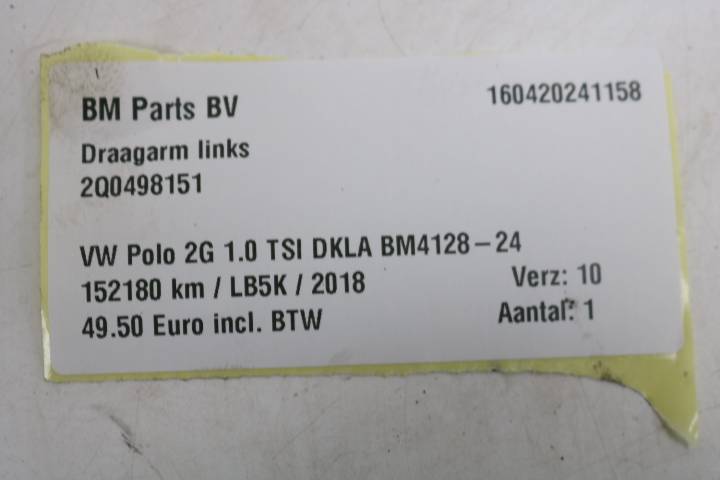 BM Parts BV 160420241158
Draagarm links
2Q0498151
VW Polo 2G 1.0 TSI DKLA BM4128-24
152180 km / LB5K / 2018 Verz: 10
49.50 Euro incl. BTW Aantal: 1